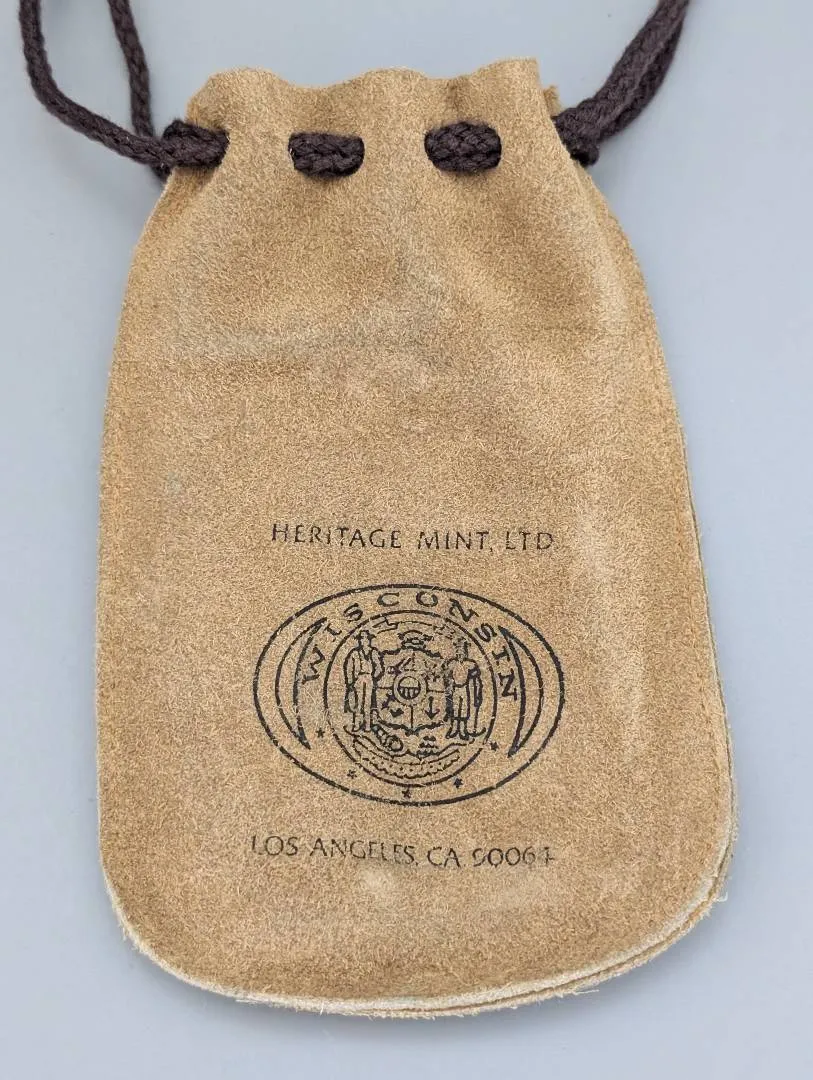 HERITAGE MINT, LTD
WISCONSIN
LOS ANGELES, CA 90064